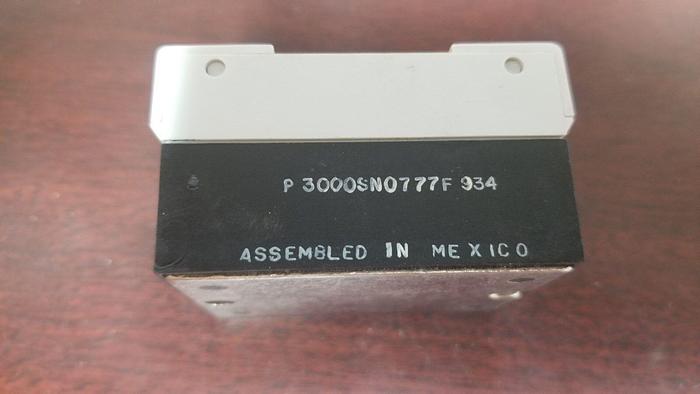 P 3000SN0777F 934
ASSEMBLED IN MEXICO